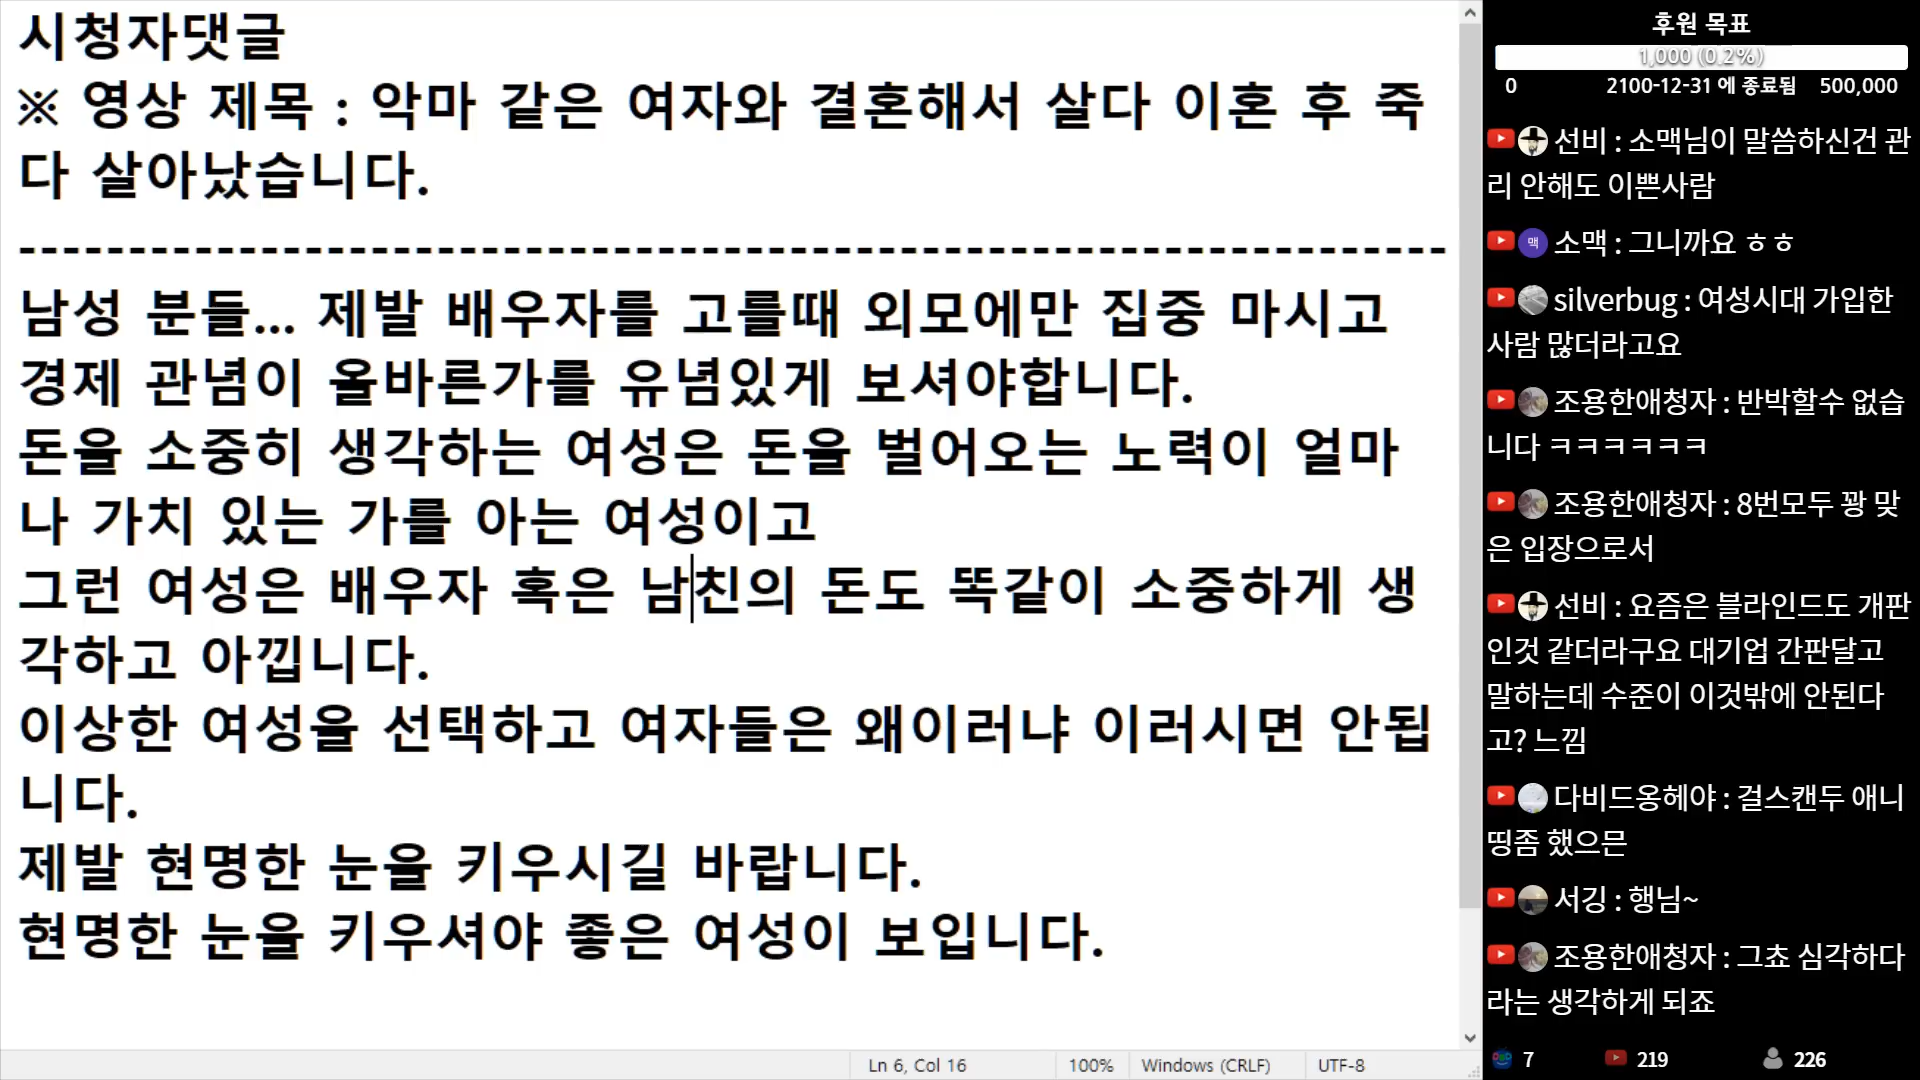 시청자댓글
※ 영상 제목 : 악마 같은 여자와 결혼해서 살다 이혼 후 죽
다 살아났습니다.
--------------------------------------------------------------
남성 분들... 제발 배우자를 고를때 외모에만 집중 마시고
경제 관념이 올바른가를 유념있게 보셔야합니다.
돈을 소중히 생각하는 여성은 돈을 벌어오는 노력이 얼마
나 가치 있는 가를 아는 여성이고
그런 여성은 배우자 혹은 남친의 돈도 똑같이 소중하게 생
각하고 아낍니다.
이상한 여성을 선택하고 여자들은 왜이러냐 이러시면 안됩
니다.
제발 현명한 눈을 키우시길 바랍니다.
현명한 눈을 키우셔야 좋은 여성이 보입니다.
Ln 6, Col 16
100%
Windows (CRLF)
UTF-8
후원 목표
1,000 (0.2%)
0 2100-12-31 에 종료됨 500,000
선비 : 소맥님이 말씀하신건 관
리 안해도 이쁜사람
맥 소맥 : 그니까요 ㅎㅎ
silverbug : 여성시대 가입한
사람 많더라고요
조용한애청자 : 반박할수 없습
니다 ㅋㅋㅋㅋㅋㅋ
조용한애청자 : 8번모두 꽝 맞
은 입장으로서
선비 : 요즘은 블라인드도 개판
인것 같더라구요 대기업 간판달고
말하는데 수준이 이것밖에 안된다
고? 느낌
다비드옹헤야 : 걸스캔두 애니
띵좀 했으믄
서깅 : 행님~
조용한애청자 : 그쵸 심각하다
라는 생각하게 되죠
7 219 226